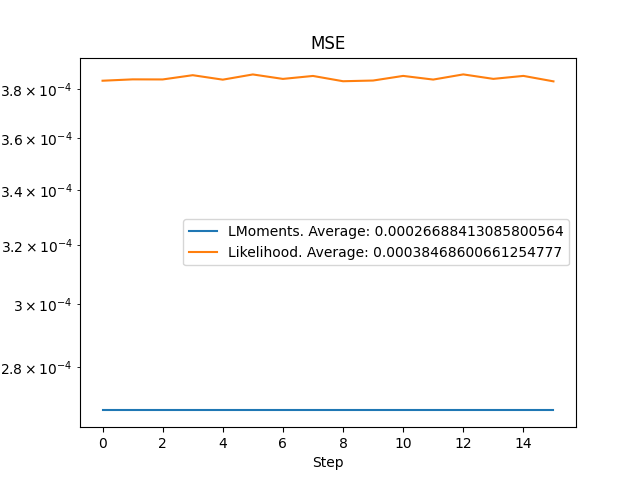 MSE
3.8 × 10⁻⁴
3.6 × 10⁻⁴
3.4 × 10⁻⁴
3.2 × 10⁻⁴
3 × 10⁻⁴
2.8 × 10⁻⁴
LMoments. Average: 0.00026688413085800564
Likelihood. Average: 0.00038468600661254777
0 2 4 6 8 10 12 14
Step